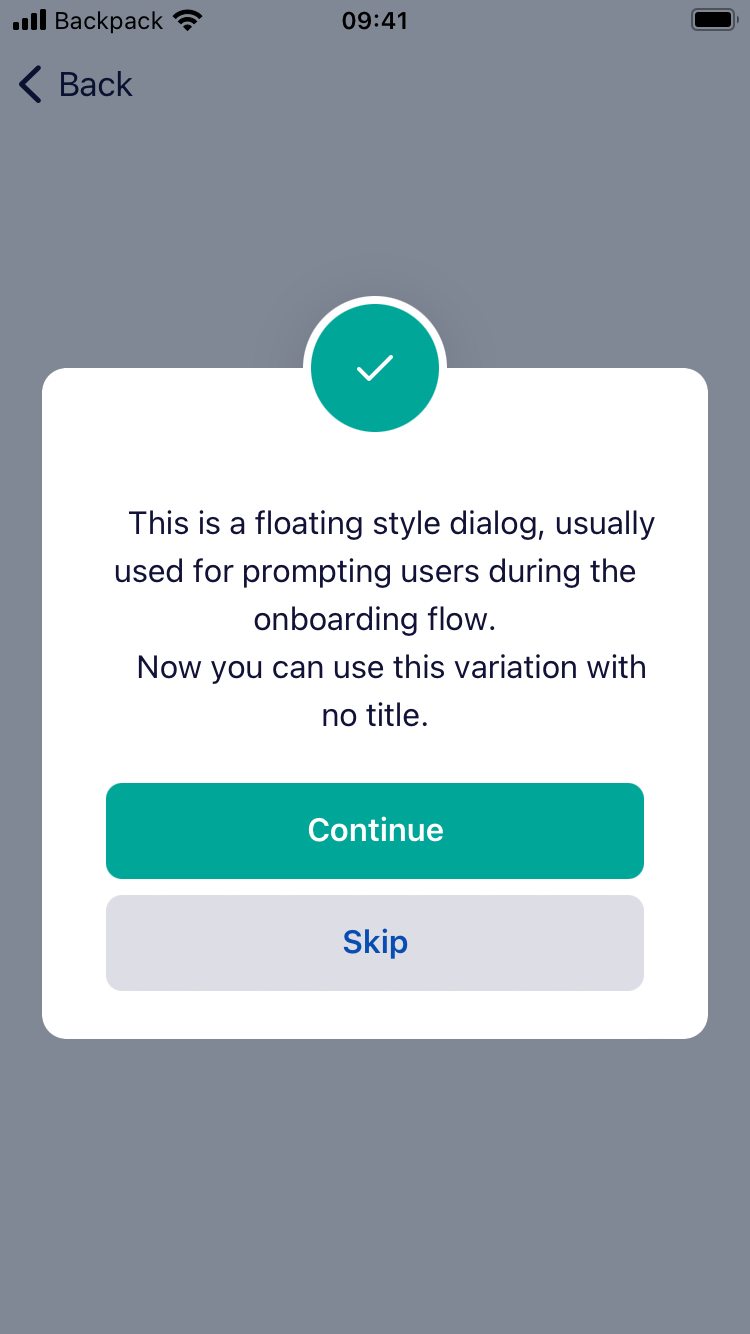 Backpack 09:41
Back
This is a floating style dialog, usually
used for prompting users during the
onboarding flow.
Now you can use this variation with
no title.
Continue
Skip